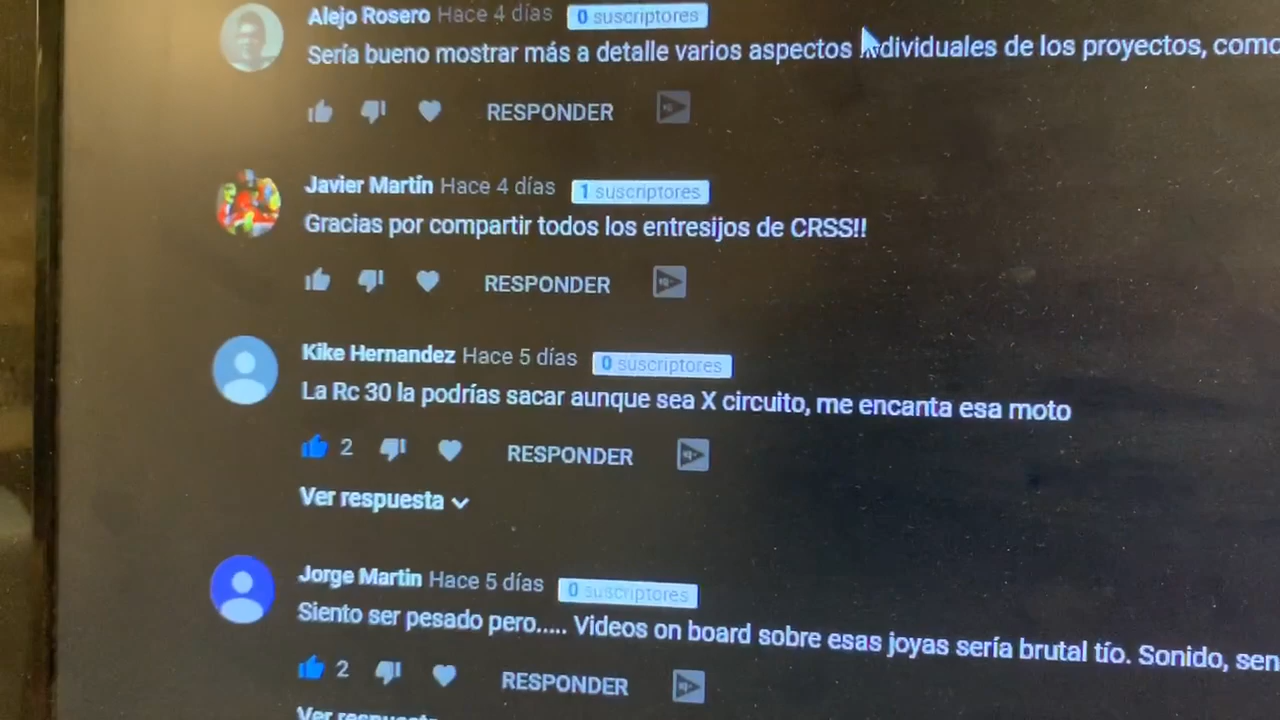 Alejo Rosero Hace 4 días 0 suscriptores
Sería bueno mostrar más a detalle varios aspectos individuales de los proyectos, como
RESPONDER
Javier Martín Hace 4 días 1 suscriptores
Gracias por compartir todos los entresijos de CRSS!!
RESPONDER
Kike Hernandez Hace 5 días 0 suscriptores
La Rc 30 la podrías sacar aunque sea X circuito, me encanta esa moto
2 RESPONDER
Ver respuesta
Jorge Martin Hace 5 días 0 suscriptores
Siento ser pesado pero..... Videos on board sobre esas joyas sería brutal tío. Sonido, sen
2 RESPONDER
Ver respuesta